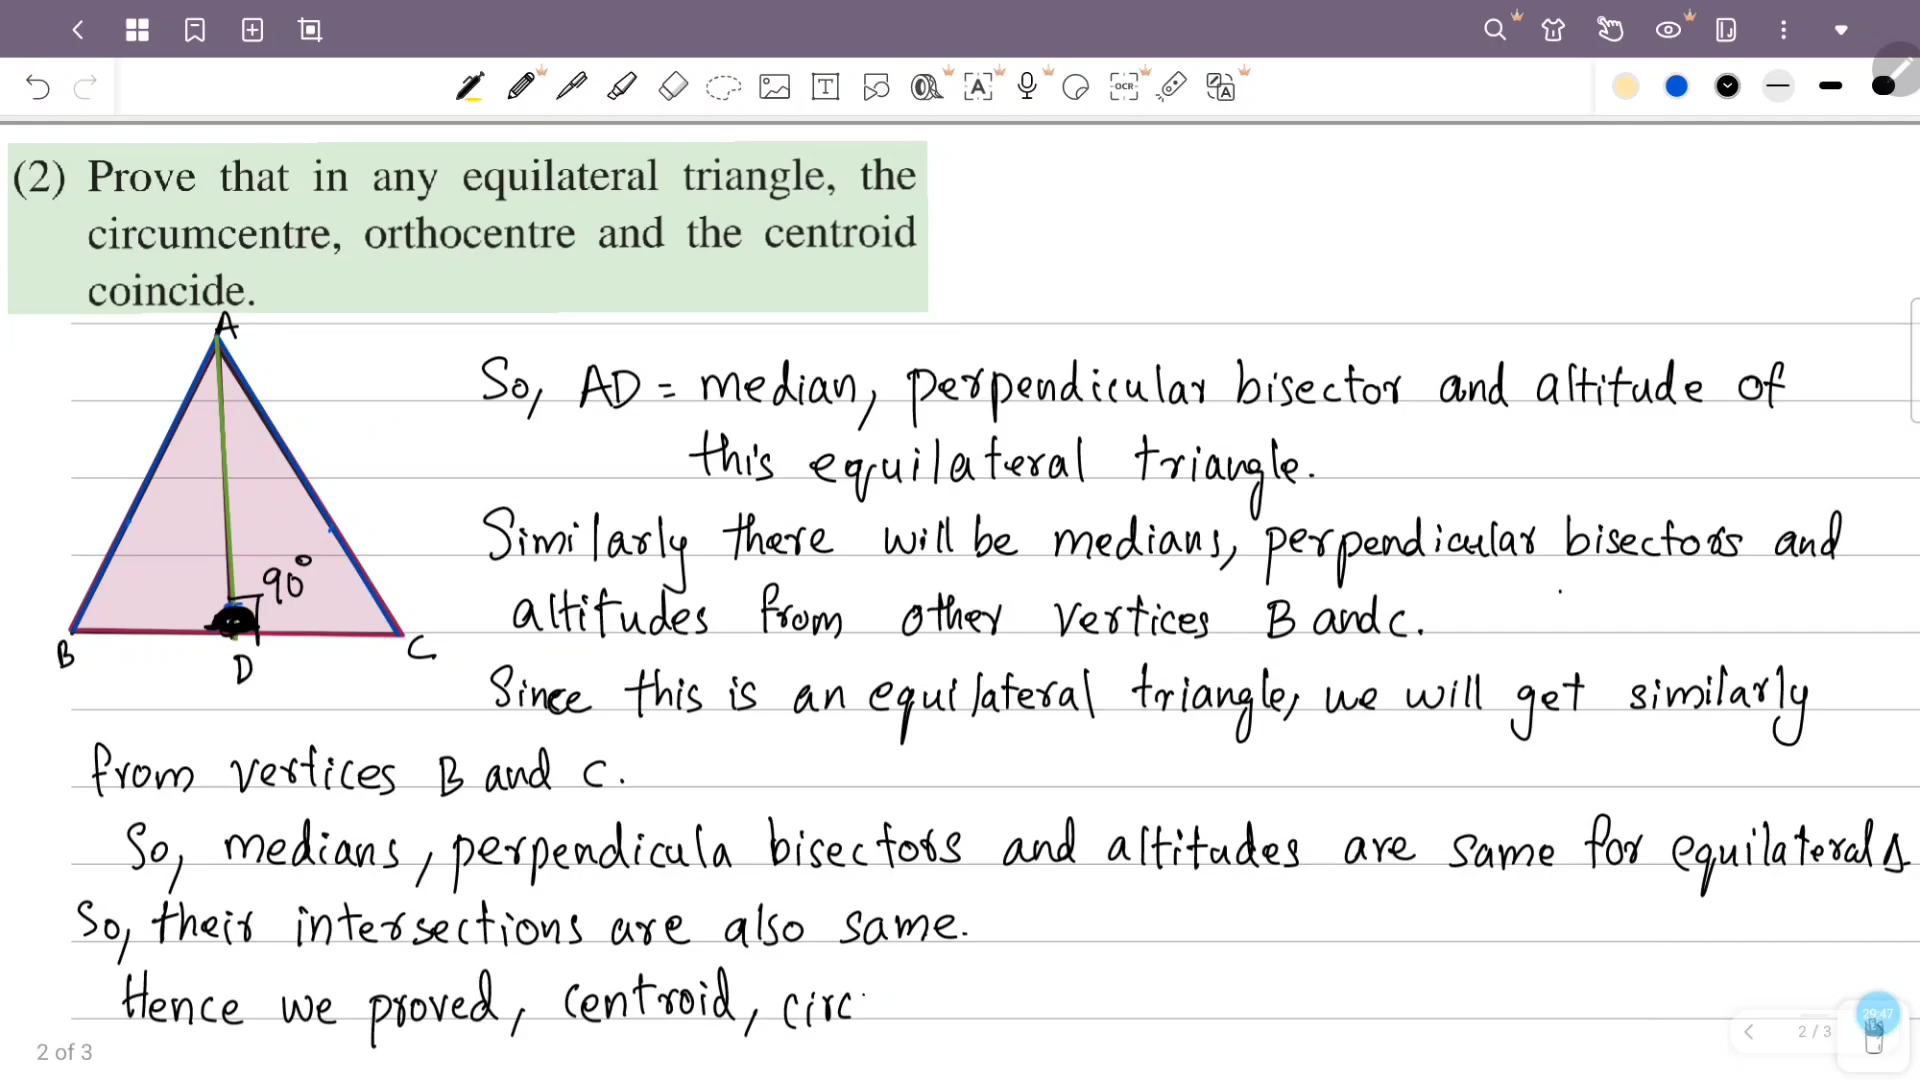 (2) Prove that in any equilateral triangle, the
circumcentre, orthocentre and the centroid
coincide.
A
90°
B
D
C
So, AD = median, perpendicular bisector and altitude of
this equilateral triangle.
Similarly there will be medians, perpendicular bisectors and
altitudes from other vertices B and C.
Since this is an equilateral triangle, we will get similarly
from vertices B and C.
So, medians, perpendicula bisectors and altitudes are same for equilateral Δ
So, their intersections are also same.
Hence we proved, centroid, circ
2 of 3
2 / 3
29:47
OCR
T
A
A